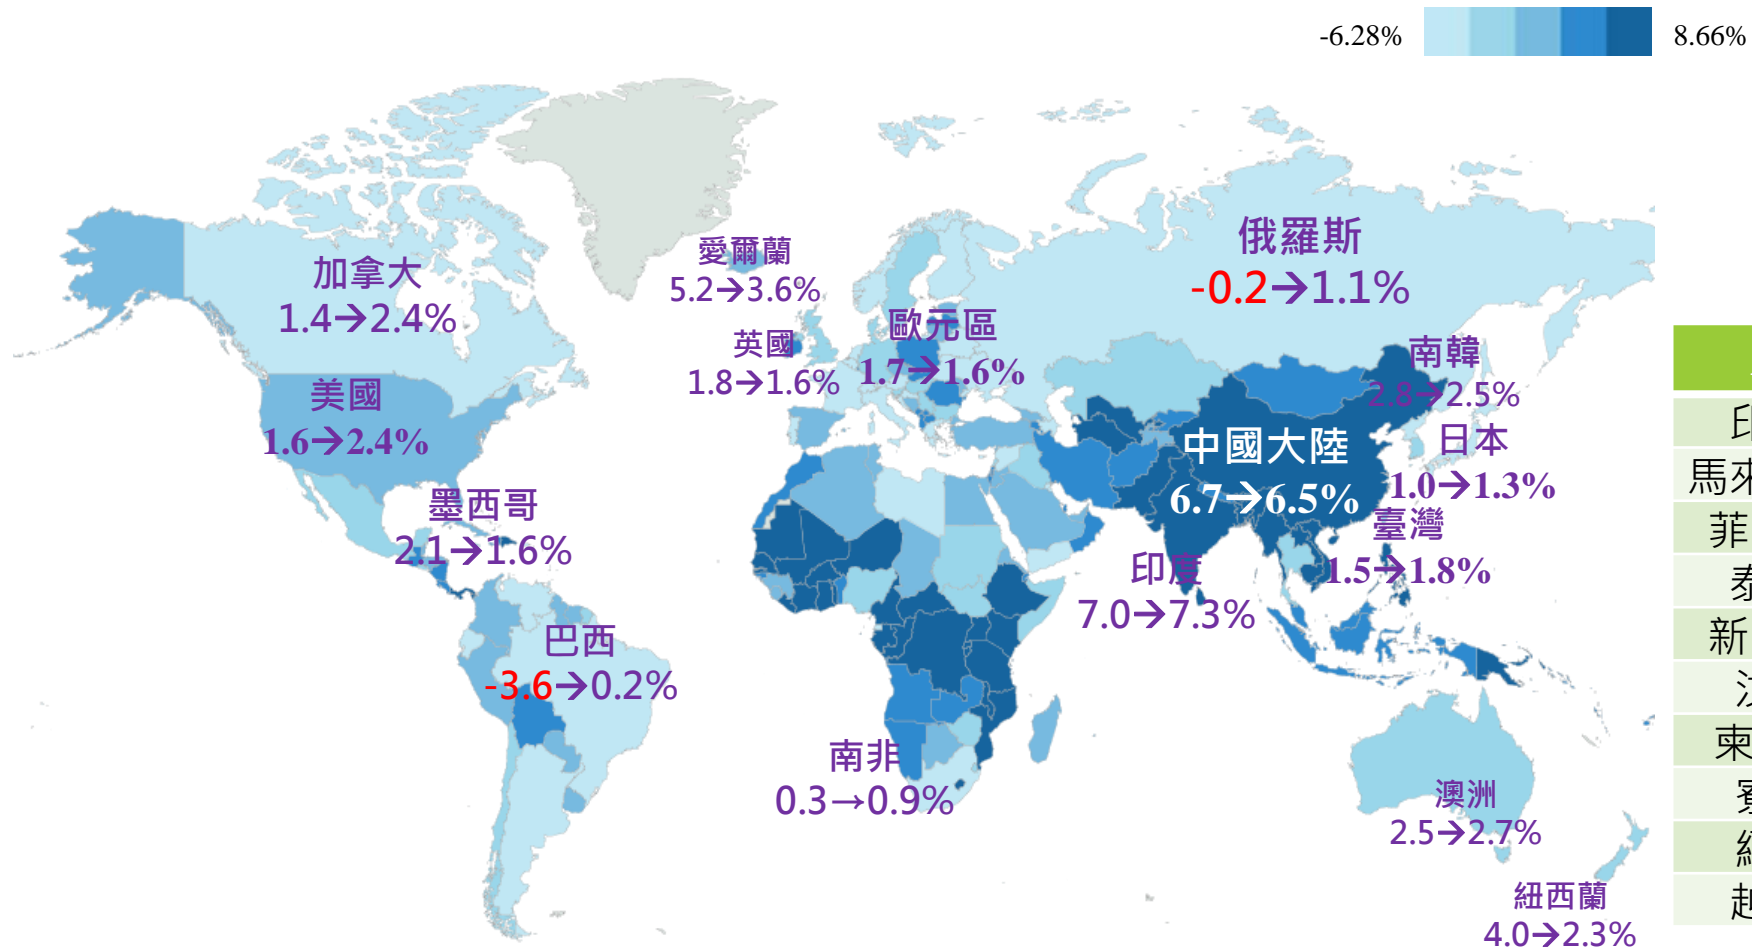 -6.28%
8.66%
俄羅斯
-0.2→1.1%
愛爾蘭
5.2→3.6%
加拿大
1.4→2.4%
英國
1.8→1.6%
歐元區
1.7→1.6%
南韓
2.8→2.5%
美國
1.6→2.4%
中國大陸
6.7→6.5%
日本
1.0→1.3%
墨西哥
2.1→1.6%
臺灣
1.5→1.8%
印度
7.0→7.3%
巴西
-3.6→0.2%
南非
0.3→0.9%
澳洲
2.5→2.7%
紐西蘭
4.0→2.3%
印
馬來
菲
泰
新
柬
越